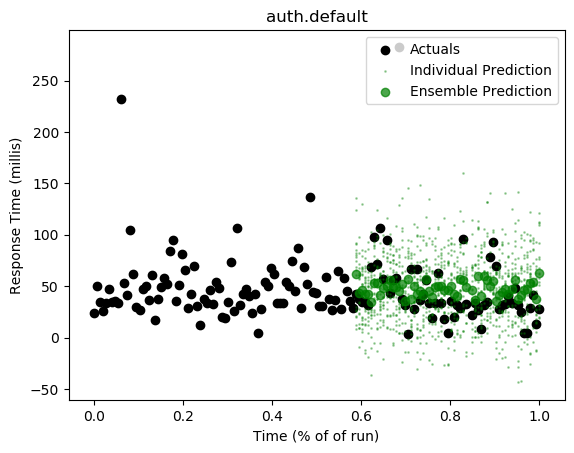 auth.default
Actuals
Individual Prediction
Ensemble Prediction
Response Time (millis)
250
200
150
100
50
0
−50
0.0 0.2 0.4 0.6 0.8 1.0
Time (% of of run)